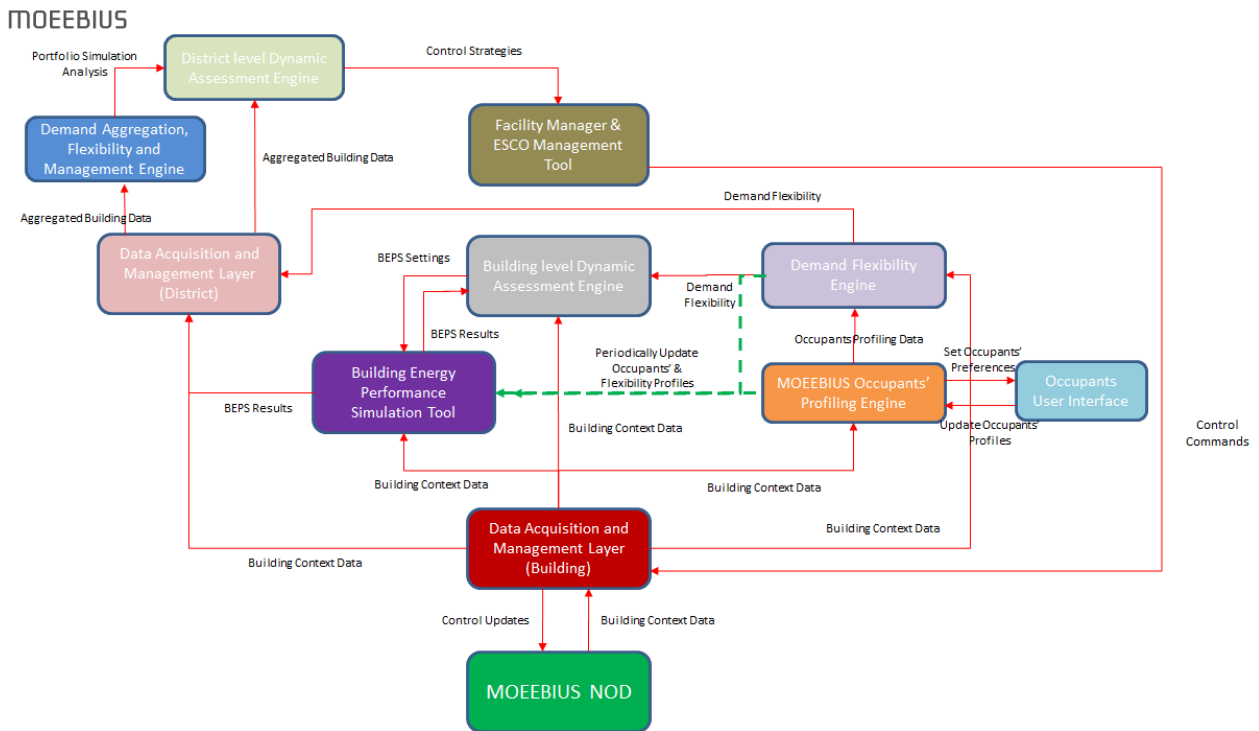 MOEEBIUS
Portfolio Simulation
Analysis
District level Dynamic
Assessment Engine
Control Strategies
Demand Aggregation,
Flexibility and
Management Engine
Facility Manager &
ESCO Management
Tool
Aggregated Building Data
Demand Flexibility
Aggregated Building Data
Data Acquisition and
Management Layer
(District)
BEPS Settings
Building level Dynamic
Assessment Engine
Demand
Flexibility
Demand Flexibility
Engine
BEPS Results
Occupants Profiling Data
Periodically Update
Occupants' &
Flexibility Profiles
Set Occupants'
Preferences
Building Energy
Performance
Simulation Tool
MOEEBIUS Occupants'
Profiling Engine
Occupants
User Interface
BEPS Results
Building Context Data
Update Occupants'
Profiles
Control
Commands
Building Context Data
Building Context Data
Data Acquisition and
Management Layer
(Building)
Building Context Data
Building Context Data
Control Updates
Building Context Data
MOEEBIUS NOD